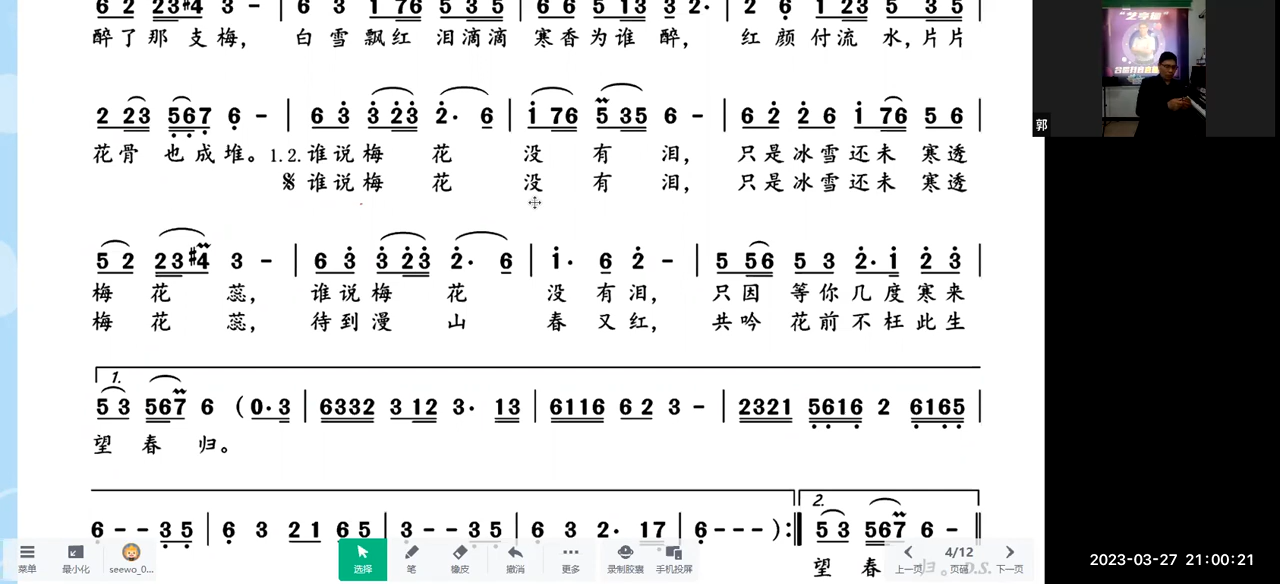 6 2 23#4 3 - | 6 3 1 76 5 3 5 | 6 6 5 13 3 2· | 2 6 1 23 5 35
醉了那支梅， 白雪飘红泪滴滴寒香为谁醉， 红颜付流水，片片
2 23 567 6 - | 6 3 3 23 2· 6 | 1 76 5 35 6 - | 6 2 2 6 1 76 5 6 |
花骨也成堆。1.2.谁说梅花没有泪， 只是冰雪还未寒透
谁说梅花没有泪， 只是冰雪还未寒透
5 2 23#4 3 - | 6 3 3 23 2· 6 | 1· 6 2 - | 5 56 5 3 2·1 2 3 |
梅花蕊， 谁说梅花没有泪， 只因等你几度寒来
梅花蕊， 待到漫山春又红， 共吟花前不枉此生
1.
5 3 567 6 (0·3 | 6332 3 12 3· 13 | 6116 6 2 3 - | 2321 5616 2 6165 |
望春归。
2.
6 - - 3 5 | 6 3 2 1 6 5 | 3 - - 3 5 | 6 3 2· 17 | 6 - - - ):| 5 3 567 6 -
望春归。D.S.
菜单 最小化 seewo_0... 选择 笔 橡皮 撤消 更多 录制胶囊 手机投屏 上一页 4/12 页码 下一页
郭
2023-03-27 21:00:21